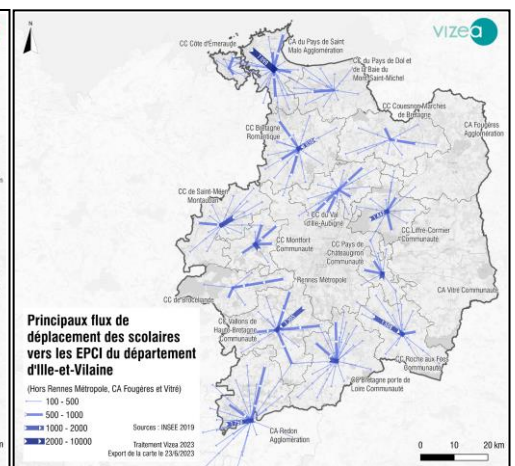 N
vizea
CC Côte d'Emeraude
CA du Pays de Saint
Malo Agglomération
CC du Pays de Dol et
de la Baie du
Mont Saint-Michel
CC Couesnon Marches
de Bretagne
CA Fougères
Agglomération
CC Bretagne
Romantique
CC de Saint-Méen
Montauban
CC du Val
d'Ille-Aubigné
CC Liffré-Cormier
Communauté
CC Montfort
Communauté
CC Pays de
Châteaugiron
Communauté
Rennes Métropole
CA Vitré Communauté
CC de Brocéliande
CC Vallons de
Haute-Bretagne
Communauté
CC Roche aux Fées
Communauté
CC Bretagne porte de
Loire Communauté
CA Redon
Agglomération
Principaux flux de
déplacement des scolaires
vers les EPCI du département
d'Ille-et-Vilaine
(Hors Rennes Métropole, CA Fougères et Vitré)
100 - 500
500 - 1000
1000 - 2000
2000 - 10000
Sources : INSEE 2019
Traitement Vizea 2023
Export de la carte le 23/6/2023
0 10 20 km